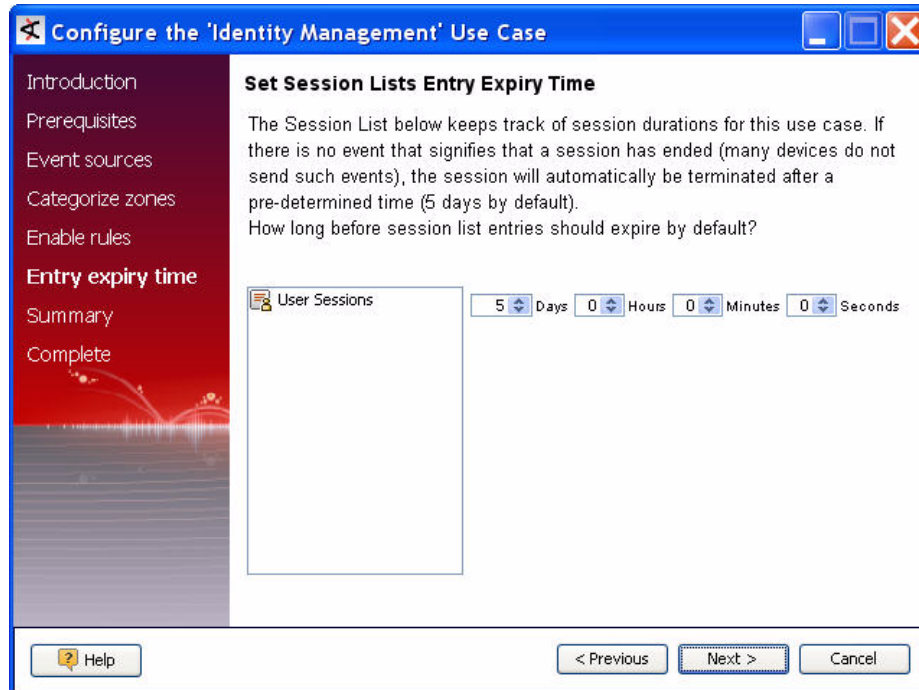 Configure the 'Identity Management' Use Case
Introduction
Prerequisites
Event sources
Categorize zones
Enable rules
Entry expiry time
Summary
Complete
Set Session Lists Entry Expiry Time
The Session List below keeps track of session durations for this use case. If
there is no event that signifies that a session has ended (many devices do not
send such events), the session will automatically be terminated after a
pre-determined time (5 days by default).
How long before session list entries should expire by default?
User Sessions
5 Days 0 Hours 0 Minutes 0 Seconds
Help
< Previous
Next >
Cancel